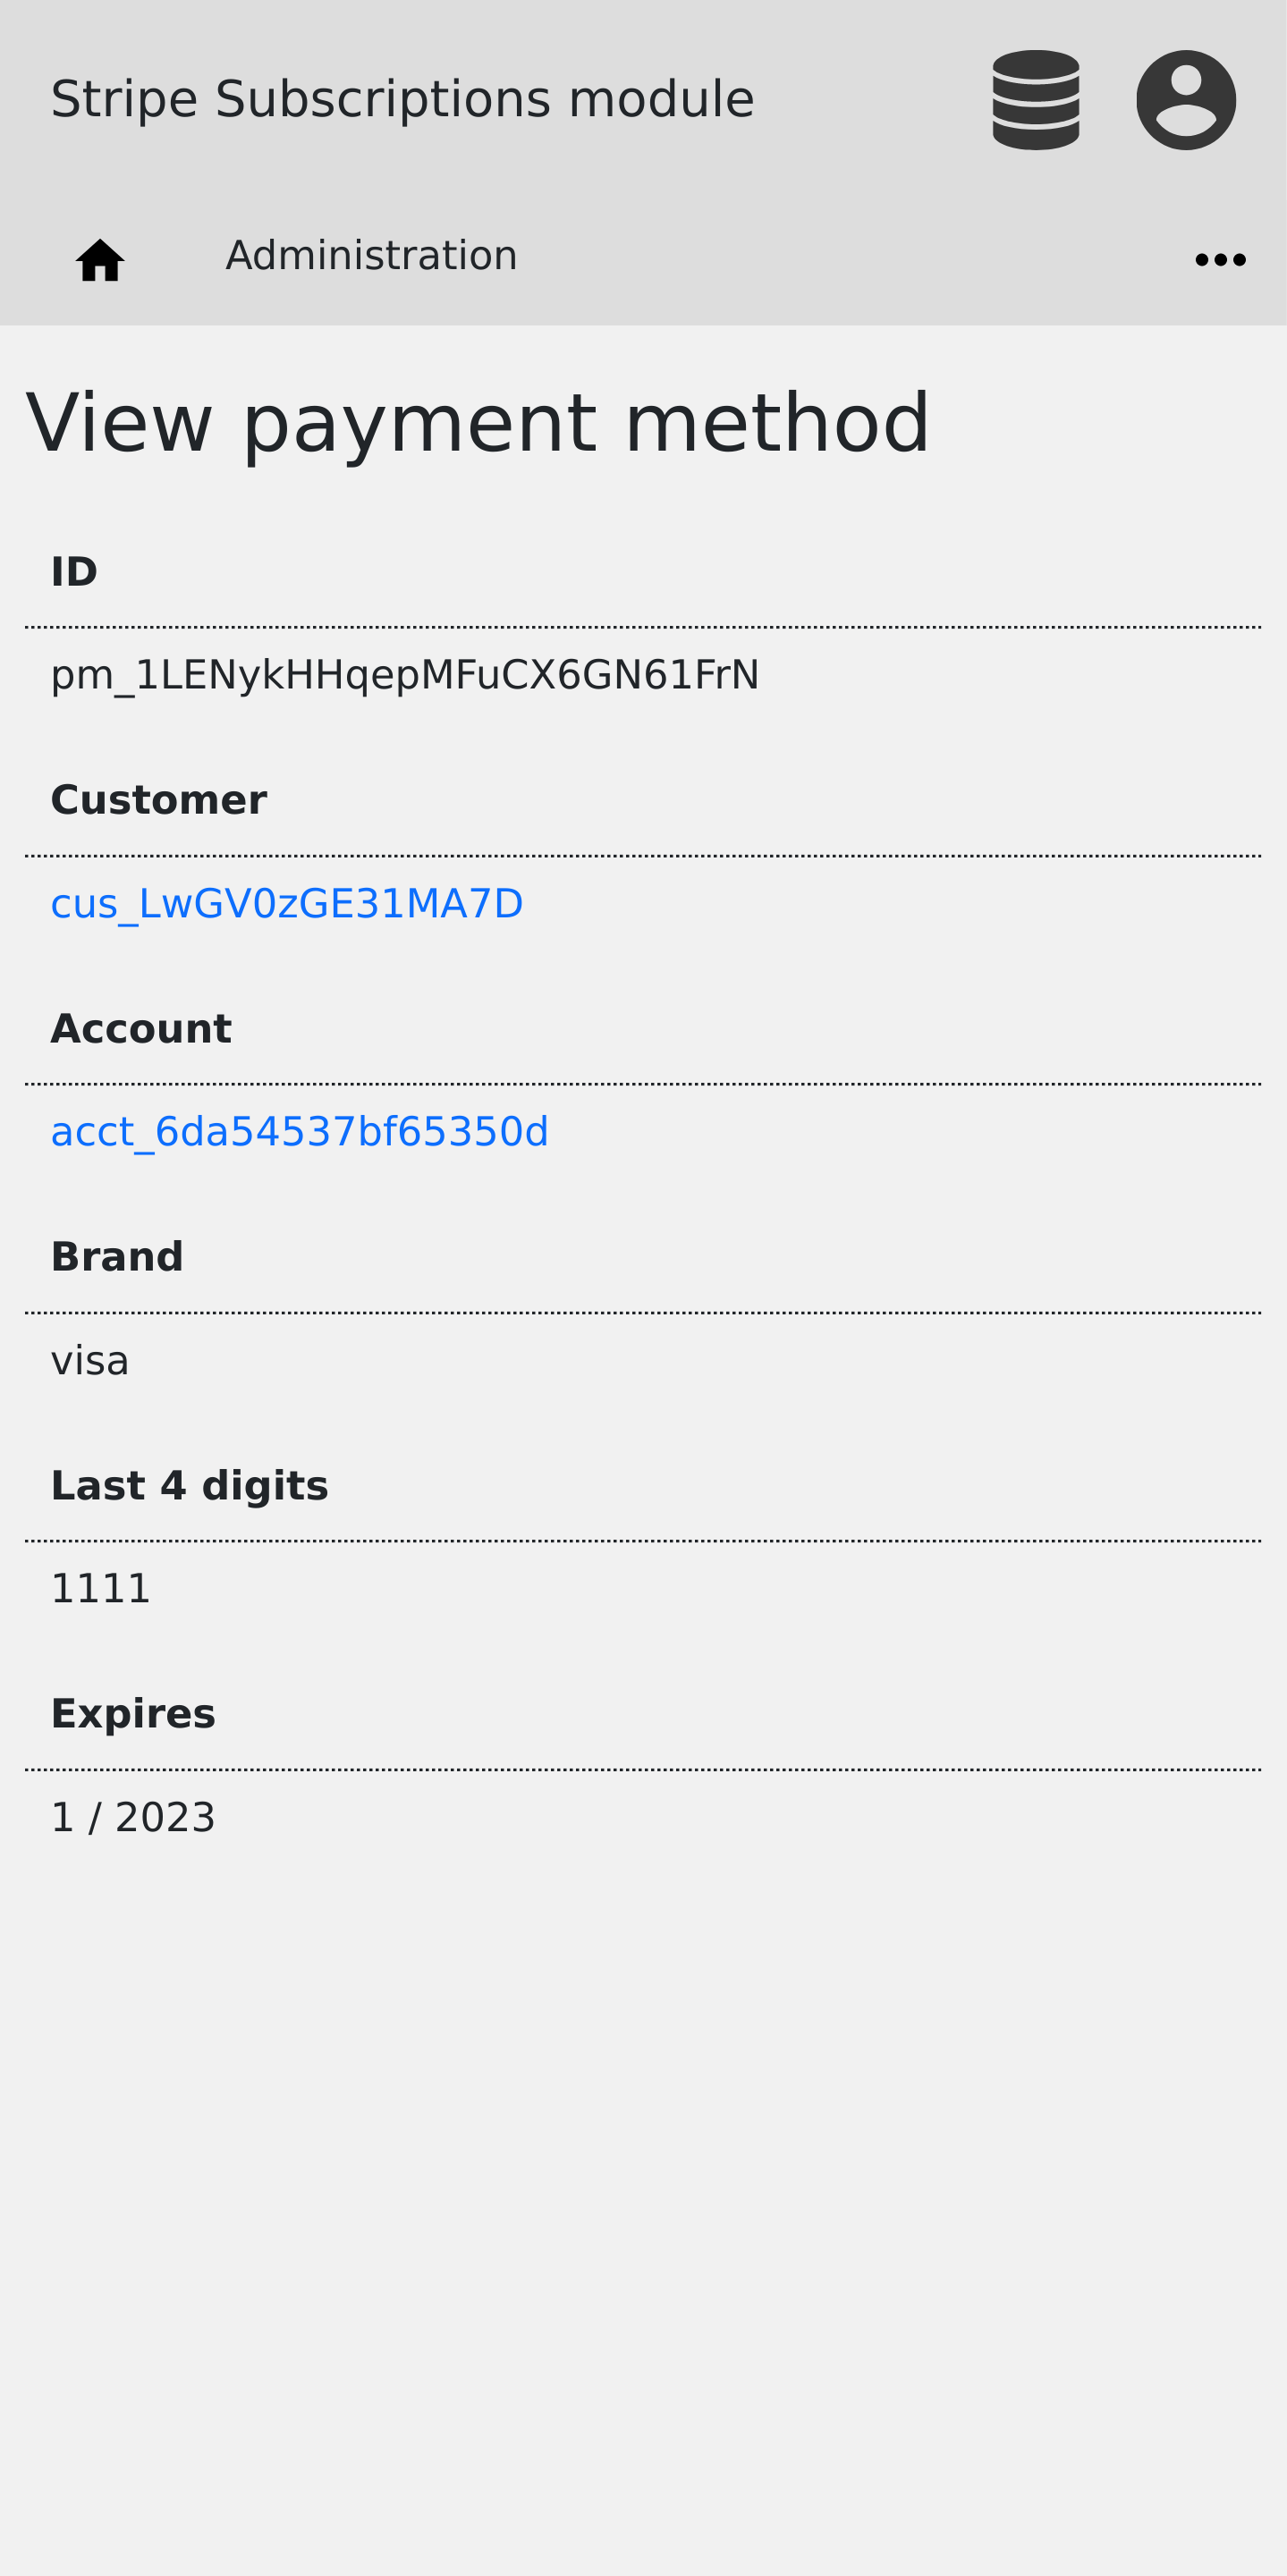 Stripe Subscriptions module
Administration
View payment method
ID
pm_1LENykHHqepMFuCX6GN61FrN
Customer
cus_LwGV0zGE31MA7D
Account
acct_6da54537bf65350d
Brand
visa
Last 4 digits
1111
Expires
1 / 2023